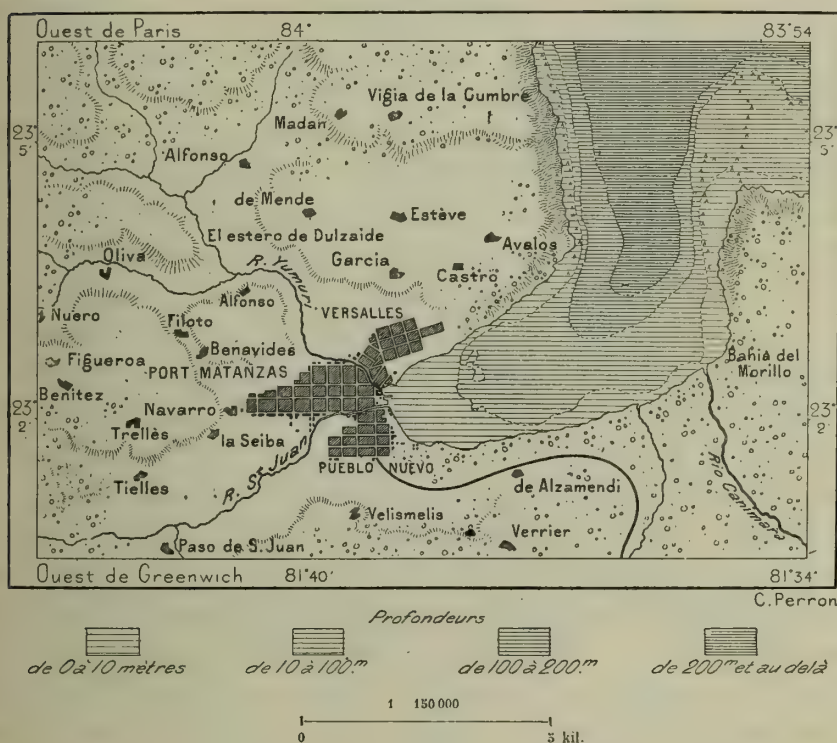 Ouest de Paris 84° 83°54
23° 5' 23° 5'
Vigia de la Cumbre
Madan
Alfonso
de Mende
Estève
El estero de Dulzaide
Avalos
Oliva
R. Yumuri
Garcia
Castro
Alfonso
Nuero
VERSALLES
Filoto
Figueroa
Benavides
Bahia del
Morillo
PORT MATANZAS
Benitez
23° 2' 23° 2'
Navarro
Trellès
la Seiba
R. St Juan
PUEBLO NUEVO
Tielles
de Alzamendi
Rio Canimare
Velismelis
Verrier
Paso de S. Juan
Ouest de Greenwich 81°40' 81°34'
C. Perron
Profondeurs
de 0 à 10 mètres de 10 à 100m. de 100 à 200m de 200m et au delà
1 150 000
0 5 kil.